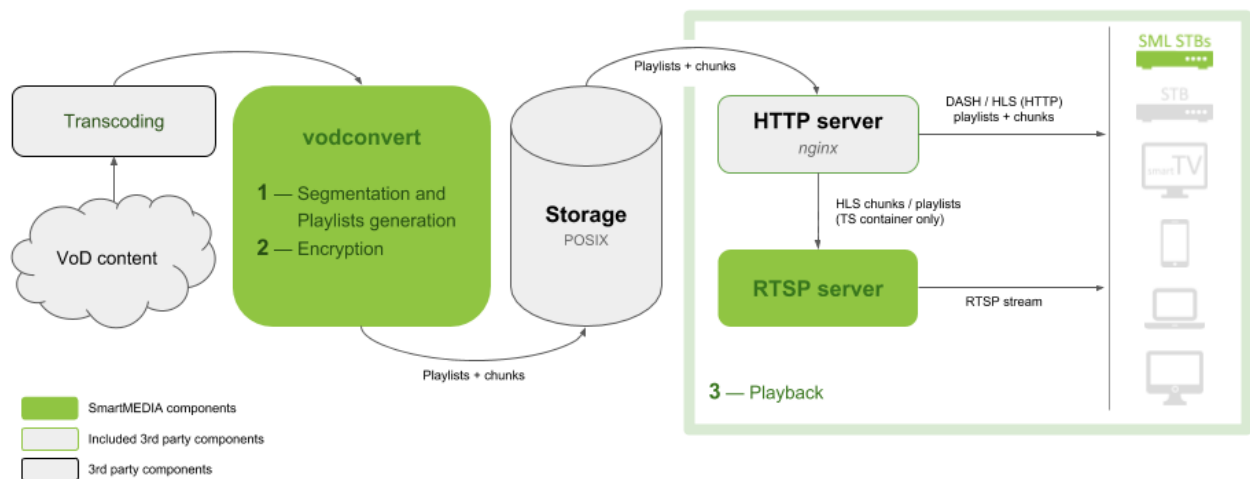 Transcoding
VoD content
vodconvert
1 — Segmentation and
Playlists generation
2 — Encryption
Playlists + chunks
Storage
POSIX
Playlists + chunks
HTTP server
nginx
DASH / HLS (HTTP)
playlists + chunks
HLS chunks / playlists
(TS container only)
RTSP server
RTSP stream
3 — Playback
SML STBs
STB
smartTV
SmartMEDIA components
Included 3rd party components
3rd party components